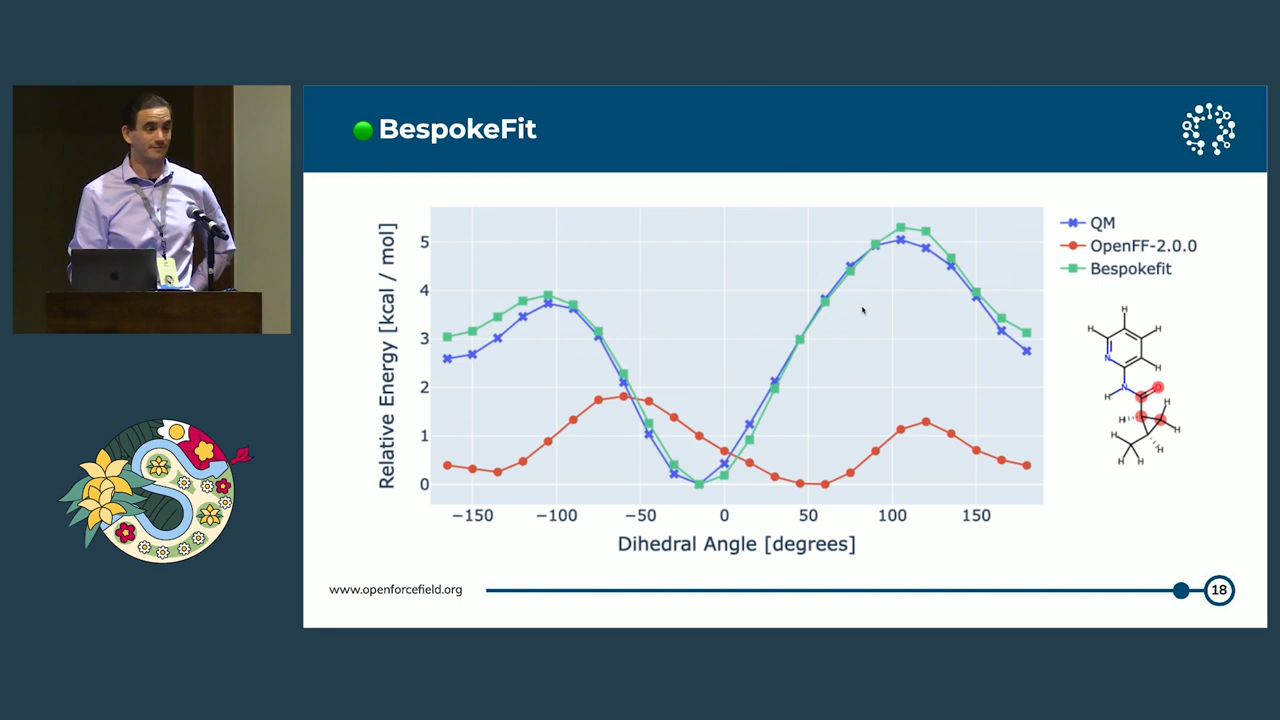 BespokeFit
Relative Energy [kcal / mol]
5
4
3
2
1
0
−150
−100
−50
0
50
100
150
Dihedral Angle [degrees]
QM
OpenFF-2.0.0
Bespokefit
H
H
H
N
H
N
H
O
H
H
H
H
H
H
H
H
www.openforcefield.org
18